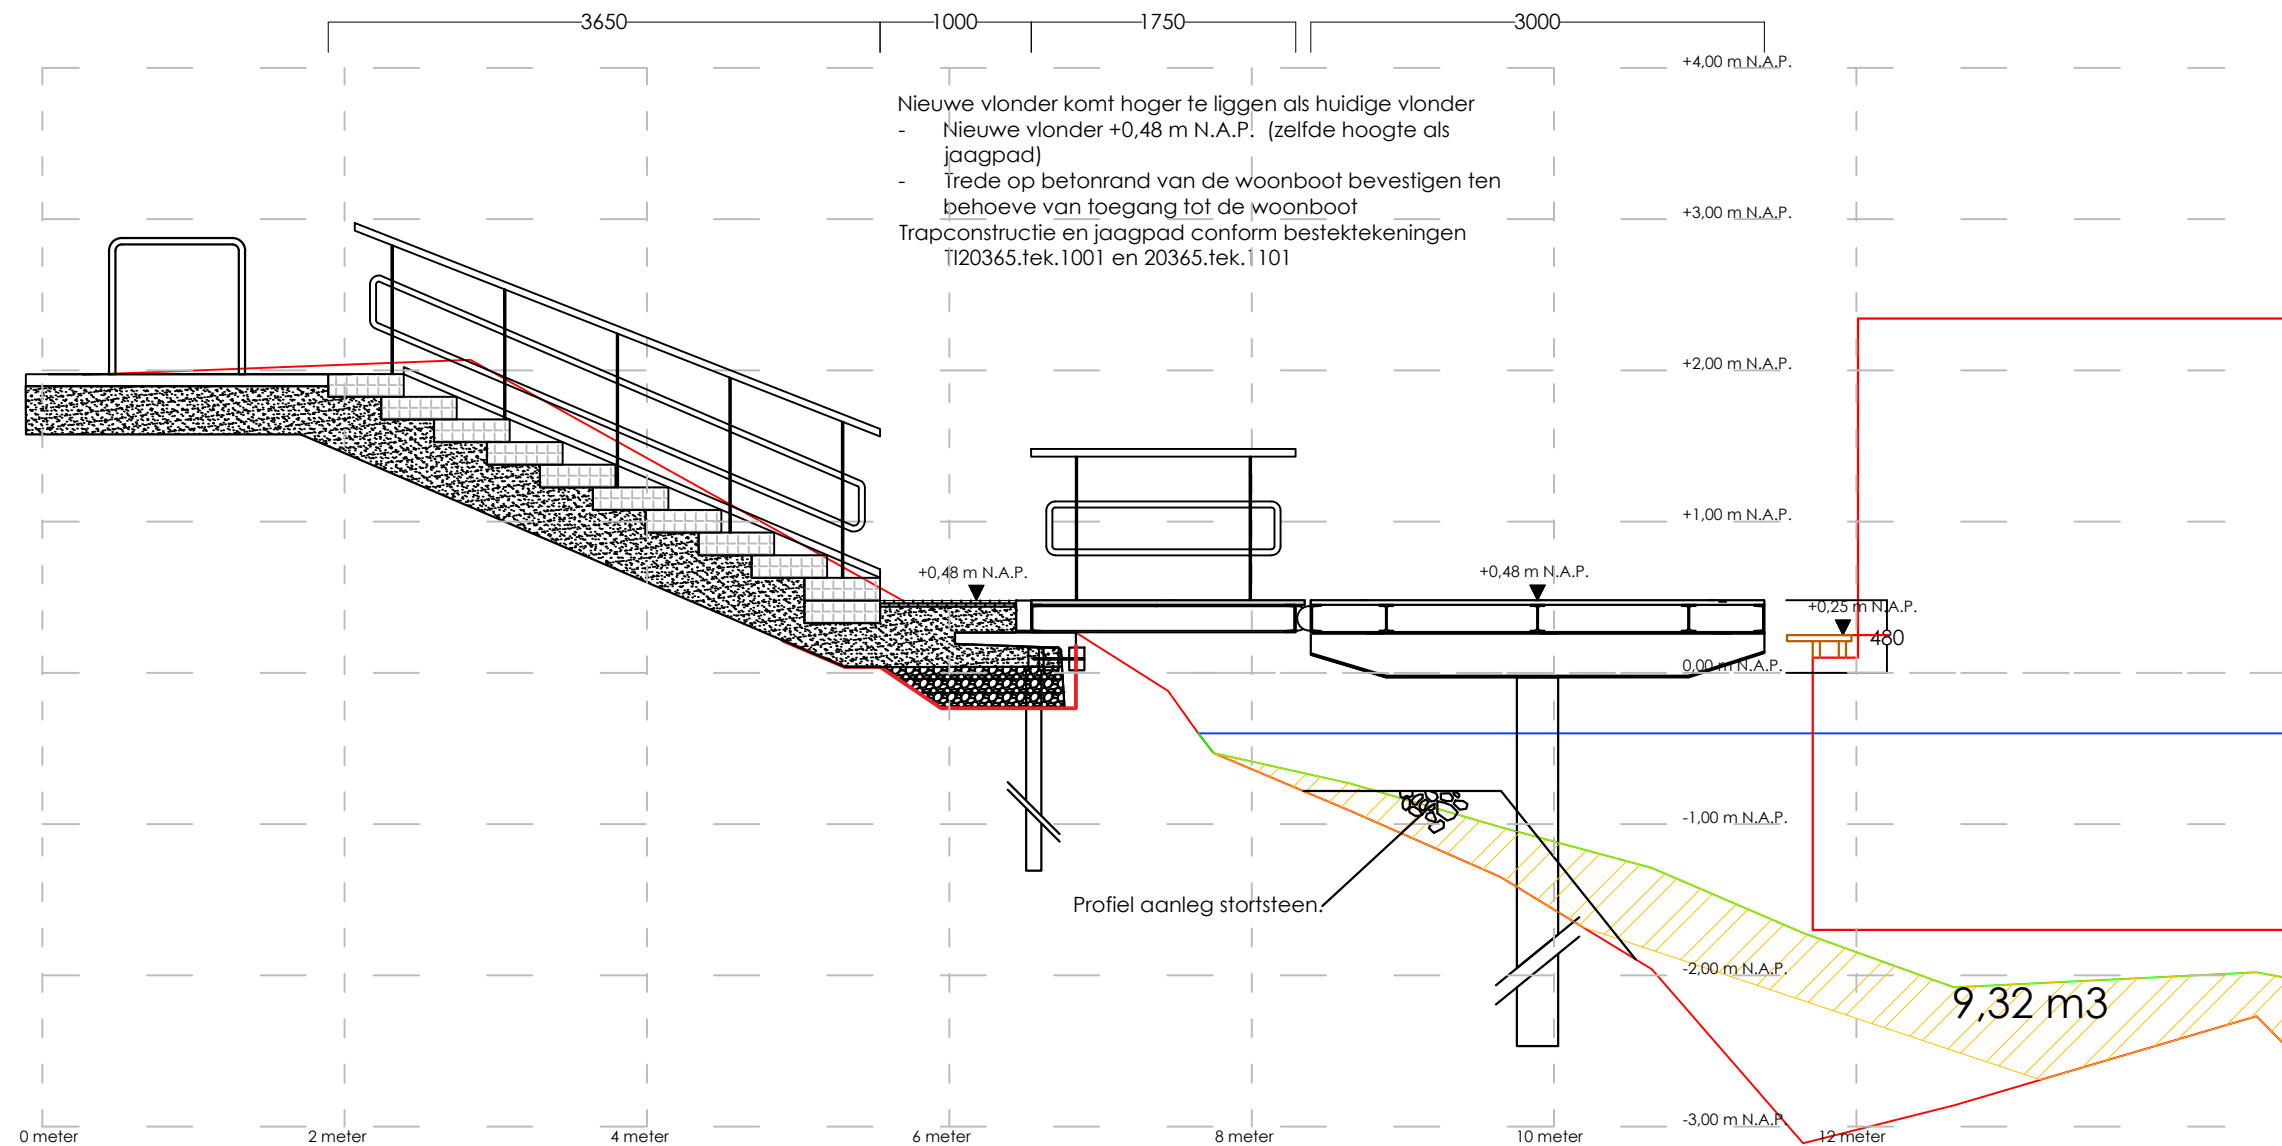 3650
1000
1750
3000
+4,00 m N.A.P.
Nieuwe vlonder komt hoger te liggen als huidige vlonder
- Nieuwe vlonder +0,48 m N.A.P. (zelfde hoogte als
jaagpad)
- Trede op betonrand van de woonboot bevestigen ten
behoeve van toegang tot de woonboot
Trapconstructie en jaagpad conform bestektekeningen
TI20365.tek.1001 en 20365.tek.1101
+3,00 m N.A.P.
+2,00 m N.A.P.
+1,00 m N.A.P.
+0,48 m N.A.P.
+0,48 m N.A.P.
+0,25 m N.A.P.
480
0,00 m N.A.P.
-1,00 m N.A.P.
Profiel aanleg stortsteen.
-2,00 m N.A.P.
9,32 m3
-3,00 m N.A.P.
0 meter
2 meter
4 meter
6 meter
8 meter
10 meter
12 meter